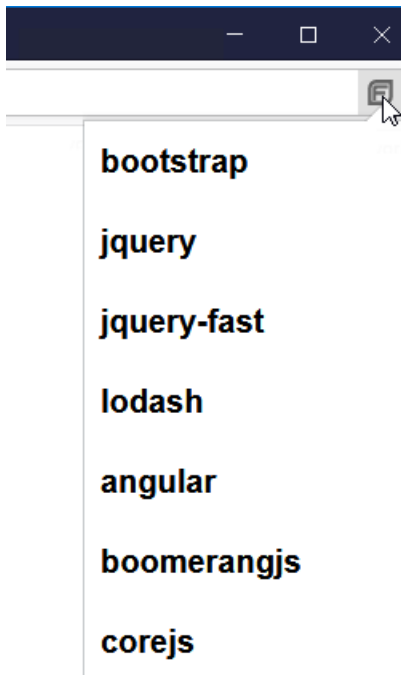 bootstrap
jquery
jquery-fast
lodash
angular
boomerangjs
corejs